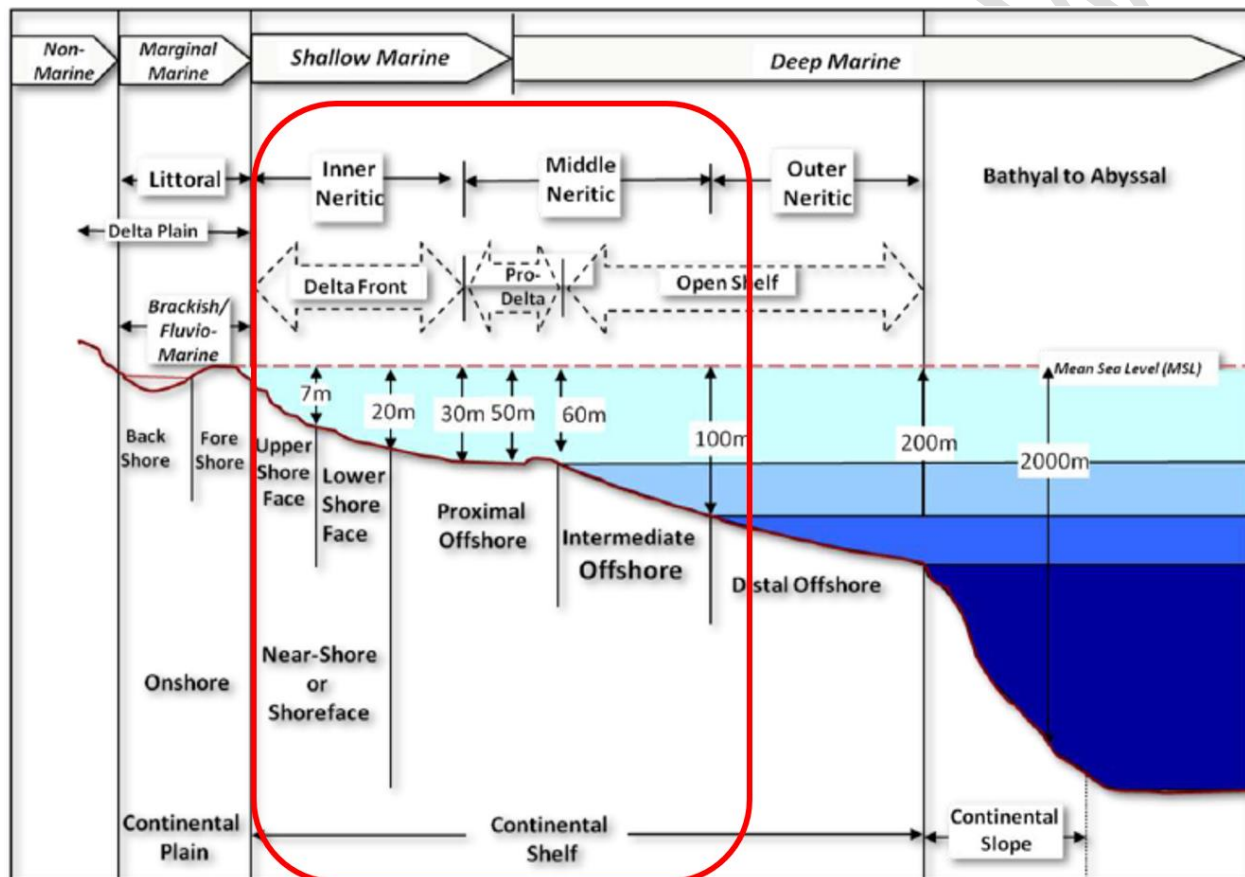 Non-
Marine
Marginal
Marine
Shallow Marine
Deep Marine
Littoral
Inner
Neritic
Middle
Neritic
Outer
Neritic
Bathyal to Abyssal
Delta Plain
Delta Front
Pro-
Delta
Open Shelf
Brackish/
Fluvio-
Marine
Mean Sea Level (MSL)
7m
20m
30m
50m
60m
100m
200m
2000m
Back
Shore
Fore
Shore
Upper
Shore
Face
Lower
Shore
Face
Proximal
Offshore
Intermediate
Offshore
Distal Offshore
Onshore
Near-Shore
or
Shoreface
Continental
Plain
Continental
Shelf
Continental
Slope